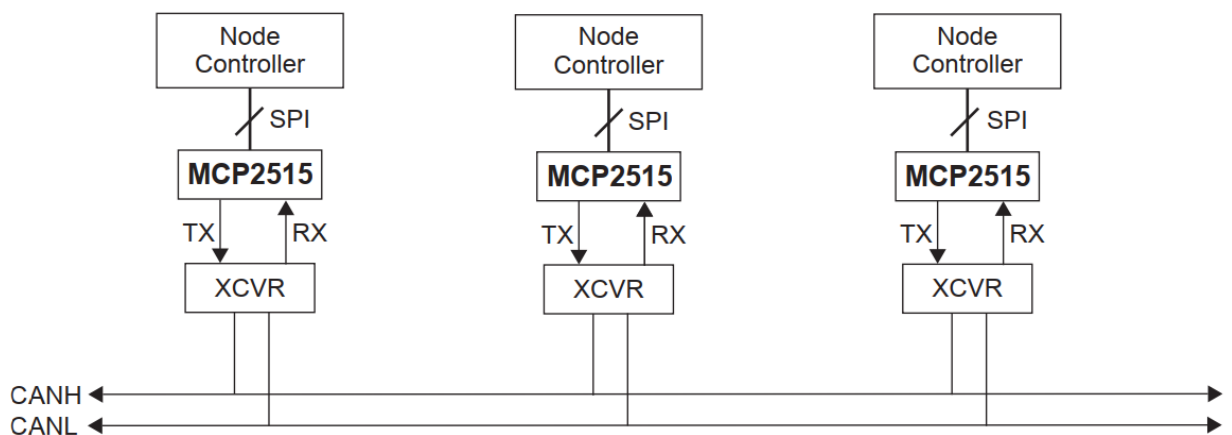 Node
Controller
Node
Controller
Node
Controller
SPI
SPI
SPI
MCP2515
MCP2515
MCP2515
TX
RX
TX
RX
TX
RX
XCVR
XCVR
XCVR
CANH
CANL